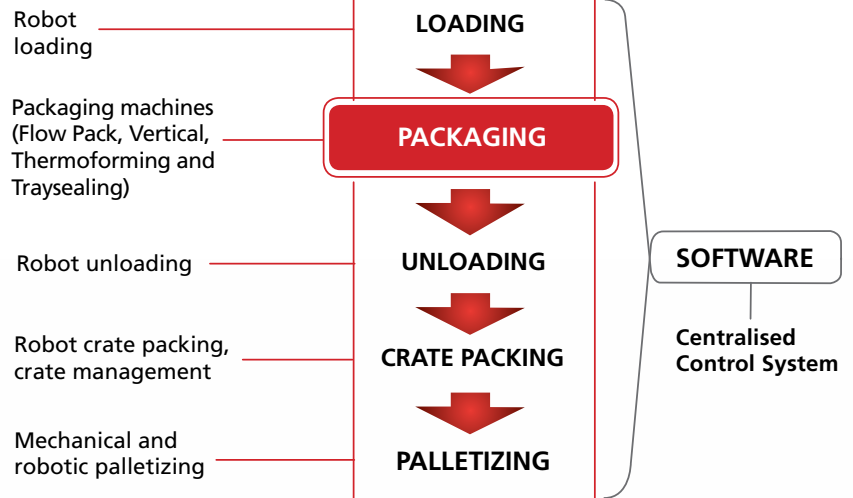 Robot
loading
LOADING
Packaging machines
(Flow Pack, Vertical,
Thermoforming and
Traysealing)
PACKAGING
Robot unloading
UNLOADING
SOFTWARE
Centralised
Control System
Robot crate packing,
crate management
CRATE PACKING
Mechanical and
robotic palletizing
PALLETIZING